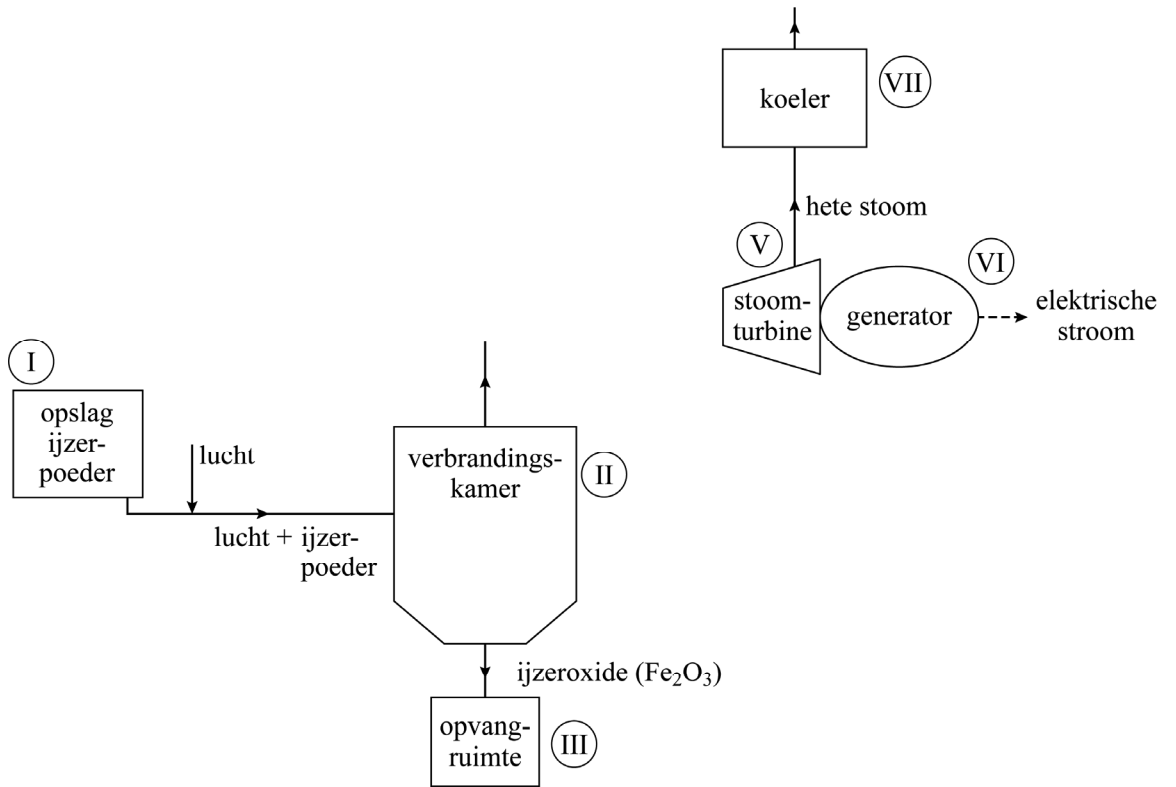 VII
koeler
hete stoom
V
VI
stoom-
turbine
generator
elektrische
stroom
I
opslag
ijzer-
poeder
lucht
verbrandings-
kamer
II
lucht + ijzer-
poeder
ijzeroxide (Fe₂O₃)
opvang-
ruimte
III